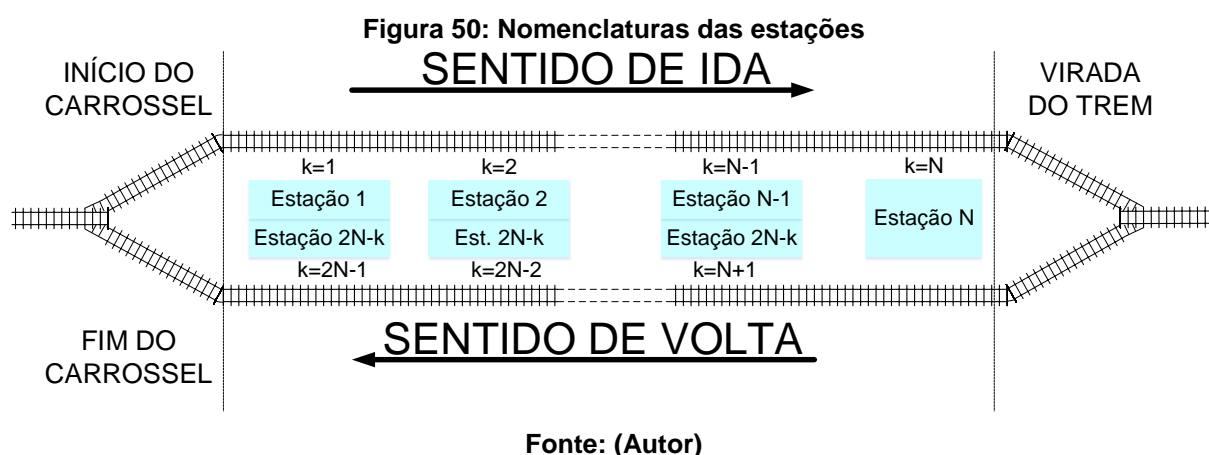 Figura 50: Nomenclaturas das estações
SENTIDO DE IDA
INÍCIO DO
CARROSSEL
VIRADA
DO TREM
k=1
k=2
k=N-1
k=N
Estação 1
Estação 2
Estação N-1
Estação N
Estação 2N-k
Est. 2N-k
Estação 2N-k
k=2N-1
k=2N-2
k=N+1
SENTIDO DE VOLTA
FIM DO
CARROSSEL
Fonte: (Autor)